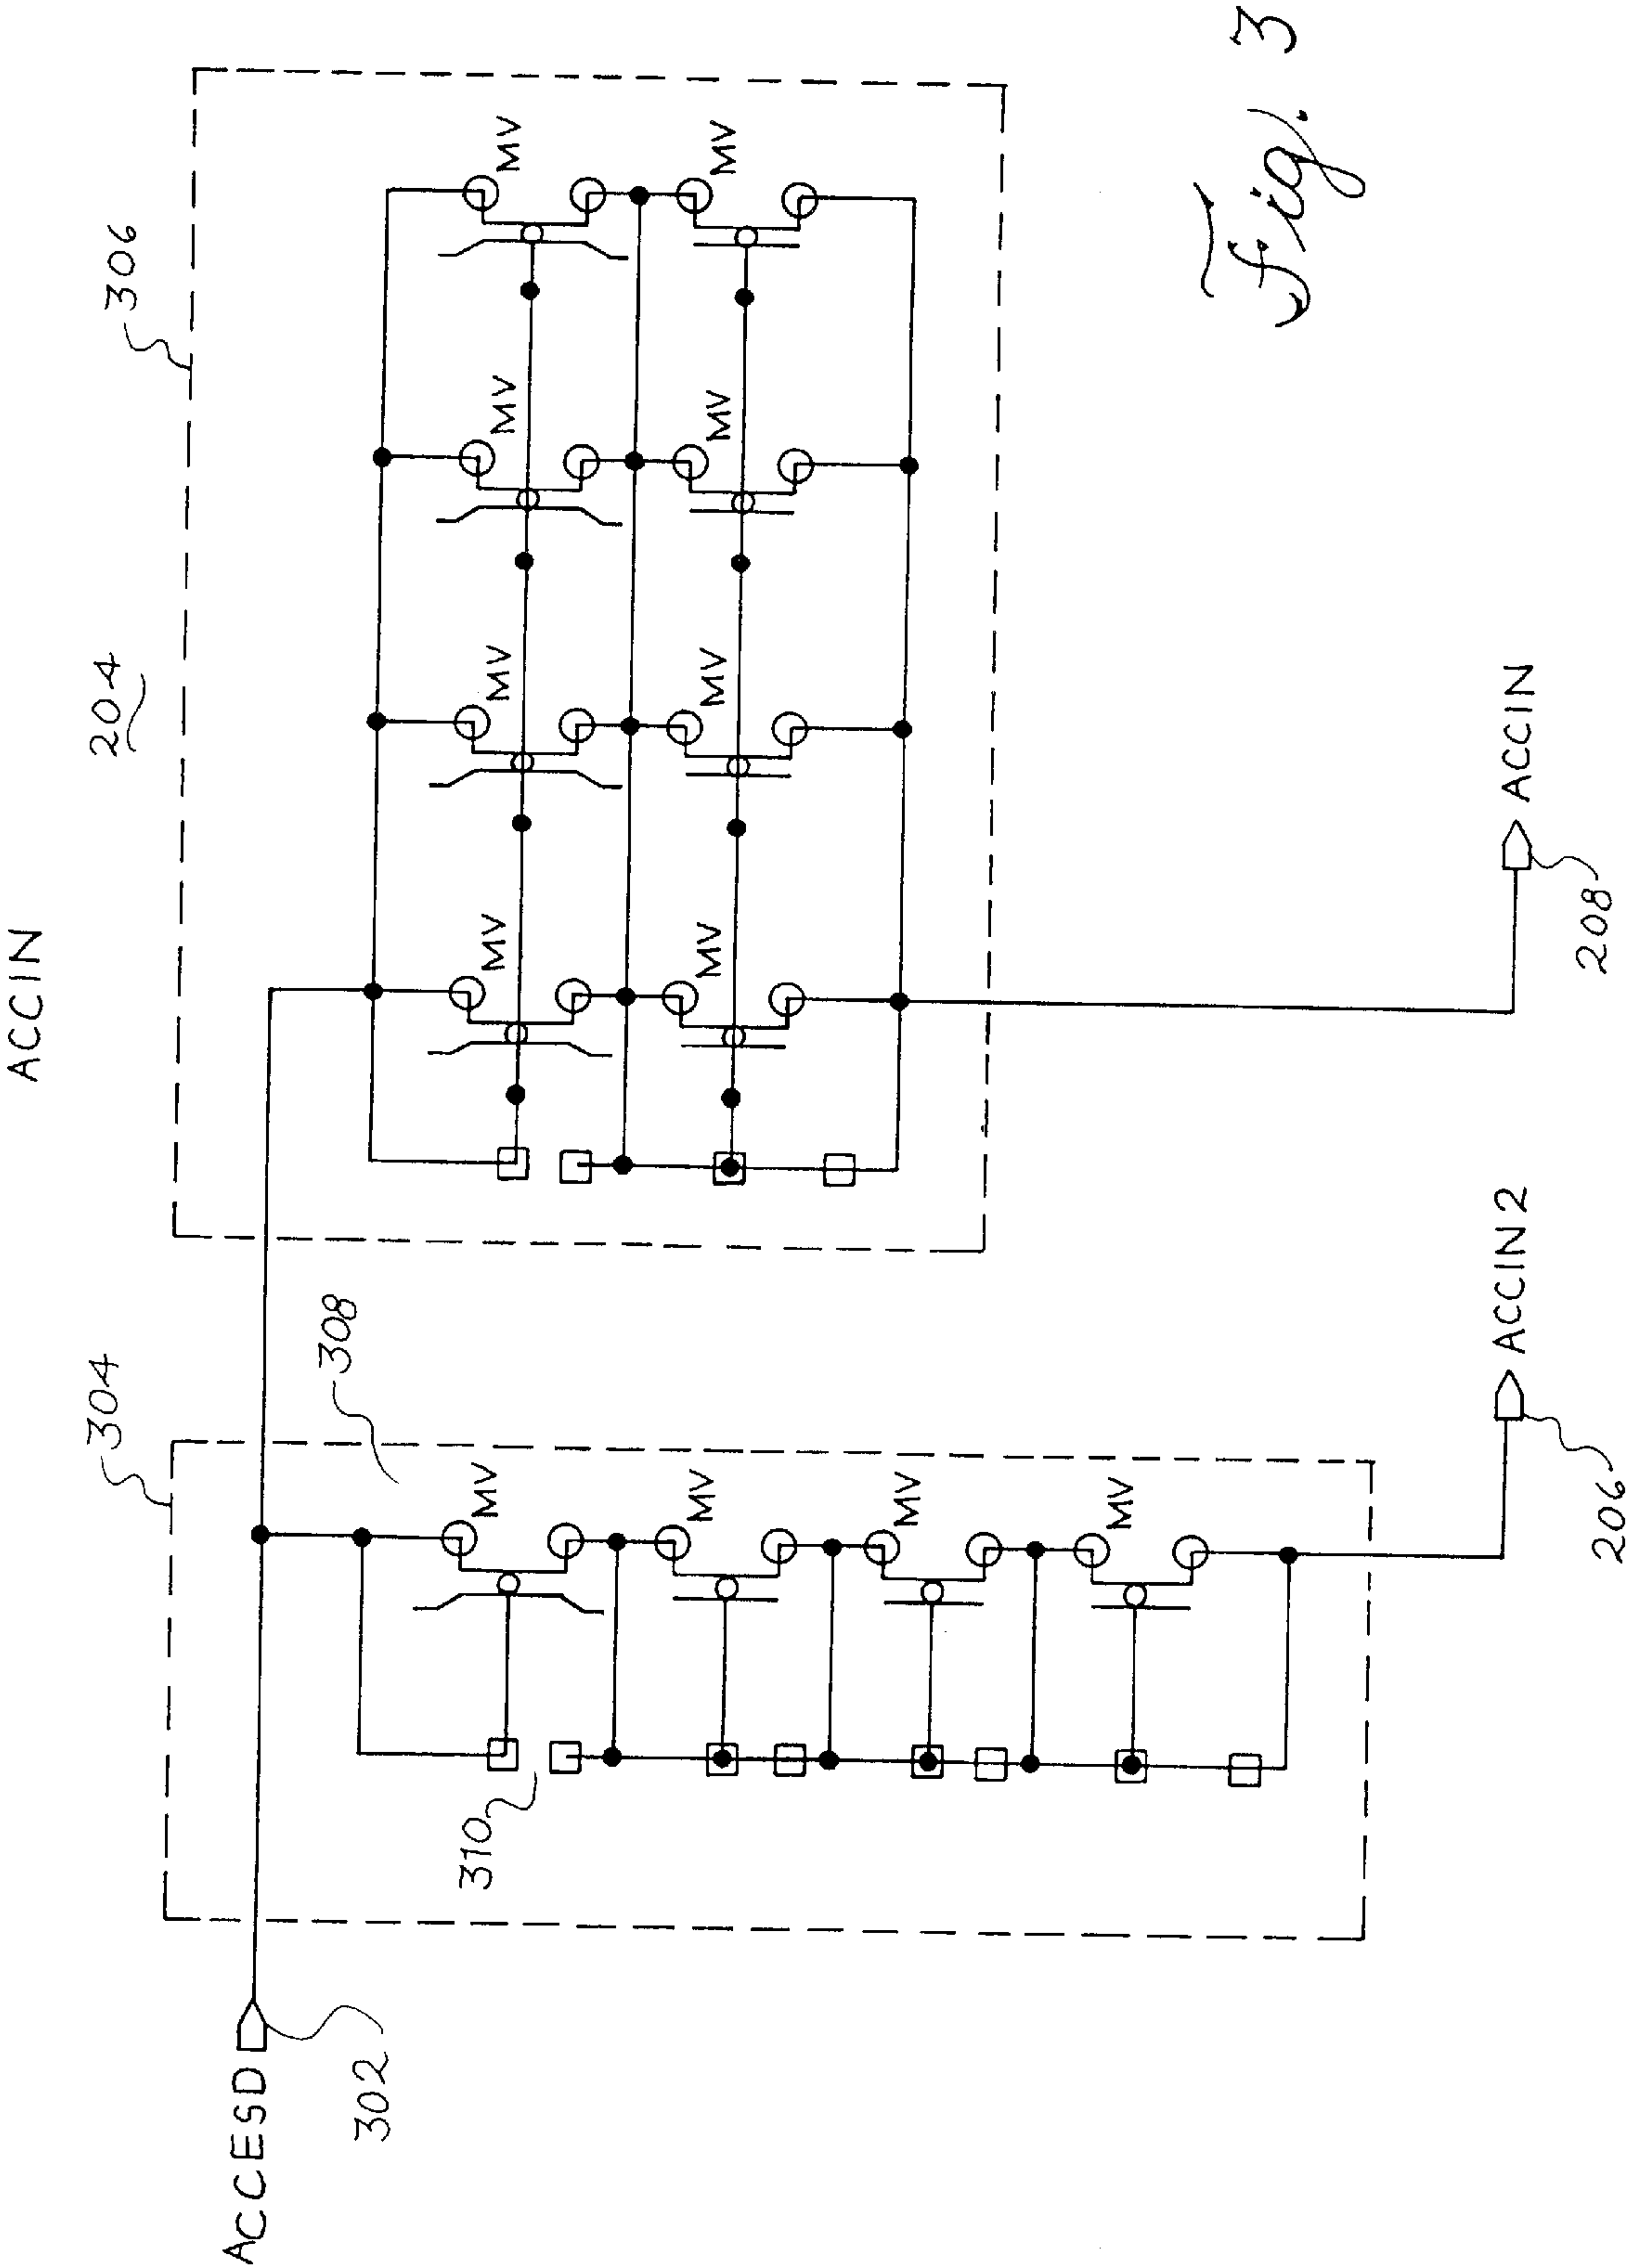 ACCIN
204
304
306
308
ACCESD
302
310
MV
MV
MV
MV
MV
MV
MV
MV
MV
MV
MV
MV
ACCIN2
206
ACCIN
208
Fig. 3